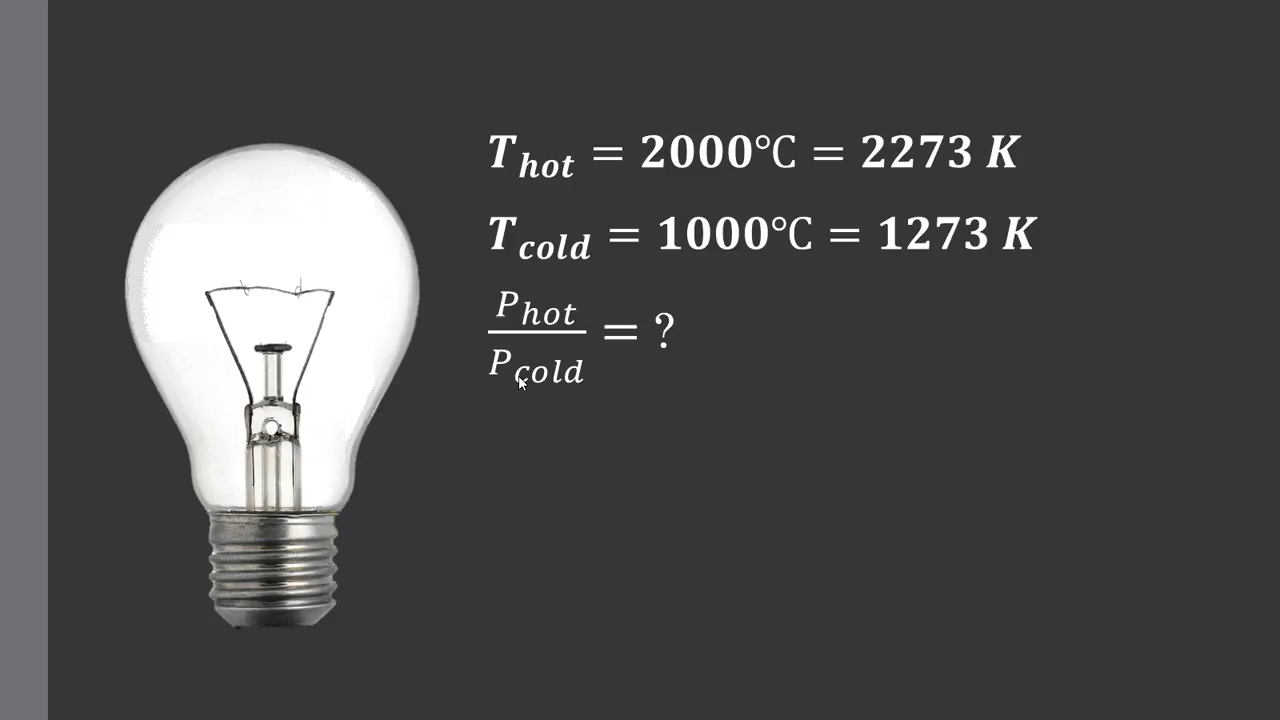 T_hot = 2000℃ = 2273 K
T_cold = 1000℃ = 1273 K
P_hot / P_cold = ?